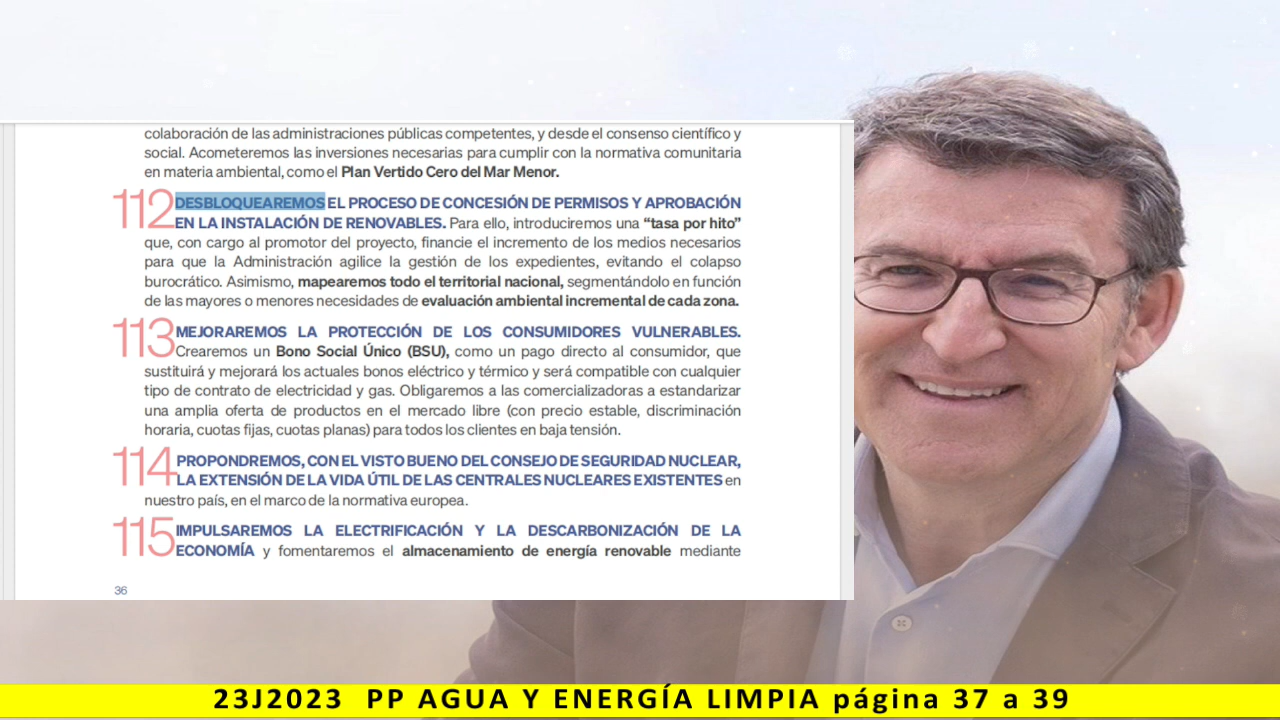 colaboración de las administraciones públicas competentes, y desde el consenso científico y
social. Acometeremos las inversiones necesarias para cumplir con la normativa comunitaria
en materia ambiental, como el Plan Vertido Cero del Mar Menor.
112 DESBLOQUEAREMOS EL PROCESO DE CONCESIÓN DE PERMISOS Y APROBACIÓN
EN LA INSTALACIÓN DE RENOVABLES. Para ello, introduciremos una “tasa por hito”
que, con cargo al promotor del proyecto, financie el incremento de los medios necesarios
para que la Administración agilice la gestión de los expedientes, evitando el colapso
burocrático. Asimismo, mapearemos todo el territorial nacional, segmentándolo en función
de las mayores o menores necesidades de evaluación ambiental incremental de cada zona.
113 MEJORAREMOS LA PROTECCIÓN DE LOS CONSUMIDORES VULNERABLES.
Crearemos un Bono Social Único (BSU), como un pago directo al consumidor, que
sustituirá y mejorará los actuales bonos eléctrico y térmico y será compatible con cualquier
tipo de contrato de electricidad y gas. Obligaremos a las comercializadoras a estandarizar
una amplia oferta de productos en el mercado libre (con precio estable, discriminación
horaria, cuotas fijas, cuotas planas) para todos los clientes en baja tensión.
114 PROPONDREMOS, CON EL VISTO BUENO DEL CONSEJO DE SEGURIDAD NUCLEAR,
LA EXTENSIÓN DE LA VIDA ÚTIL DE LAS CENTRALES NUCLEARES EXISTENTES en
nuestro país, en el marco de la normativa europea.
115 IMPULSAREMOS LA ELECTRIFICACIÓN Y LA DESCARBONIZACIÓN DE LA
ECONOMÍA y fomentaremos el almacenamiento de energía renovable mediante
36
23J2023 PP AGUA Y ENERGÍA LIMPIA página 37 a 39